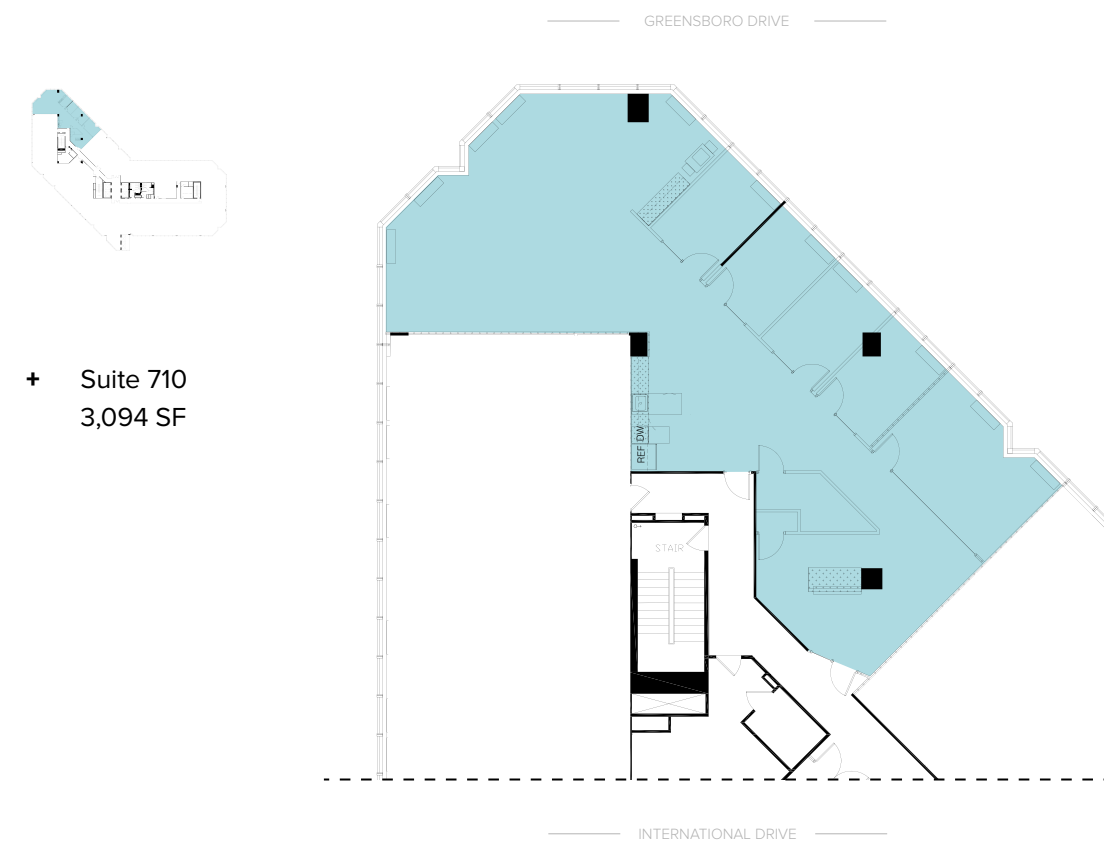 GREENSBORO DRIVE
+ Suite 710
3,094 SF
REF DW
STAIR
INTERNATIONAL DRIVE